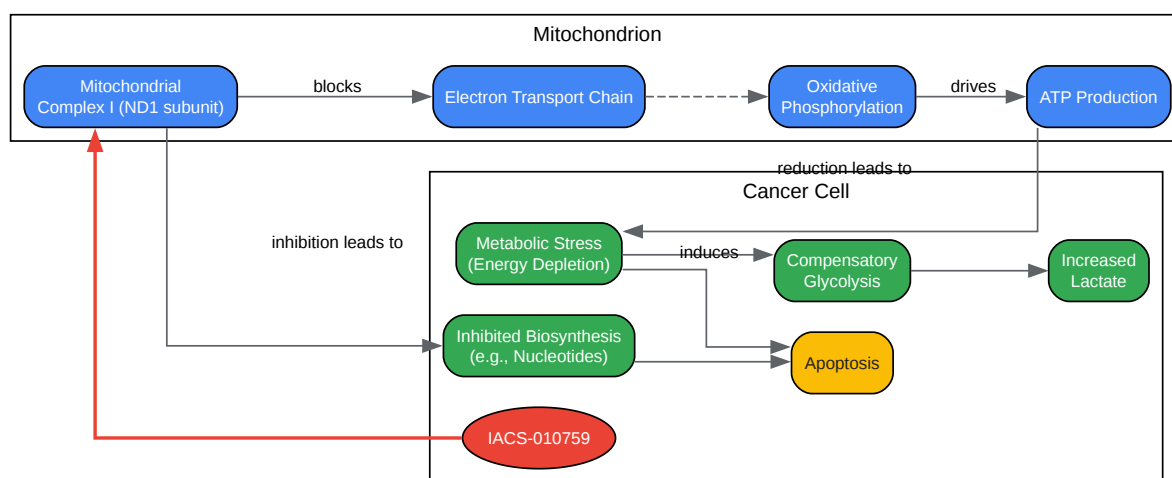 Mitochondrion
Mitochondrial
Complex I (ND1 subunit)
blocks
Electron Transport Chain
Oxidative
Phosphorylation
drives
ATP Production
reduction leads to
Cancer Cell
inhibition leads to
Metabolic Stress
(Energy Depletion)
induces
Compensatory
Glycolysis
Increased
Lactate
Inhibited Biosynthesis
(e.g., Nucleotides)
Apoptosis
IACS-010759